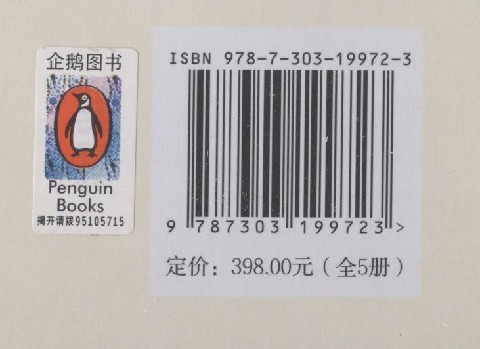 企鹅图书
Penguin
Books
揭开请拨95105715
ISBN 978-7-303-19972-3
9 787303 199723 >
定价：398.00元（全5册）